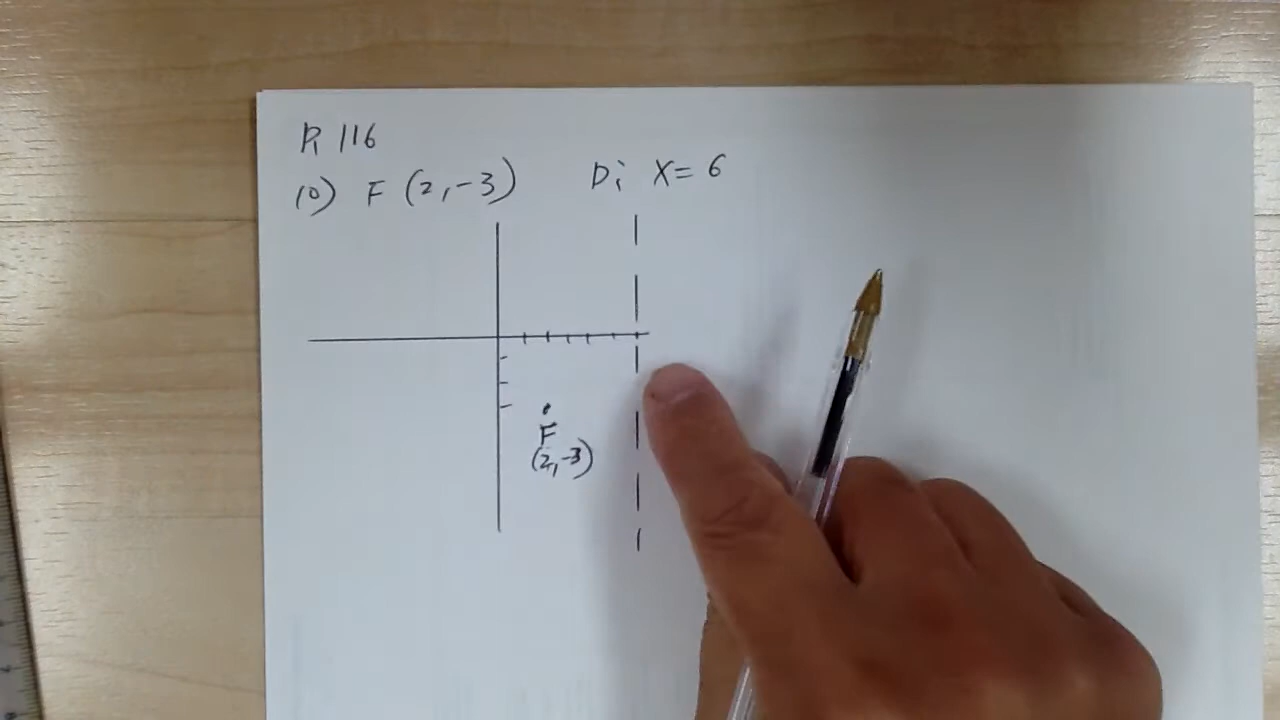 P. 116
10) F (2, -3) D; x = 6
F
(2, -3)